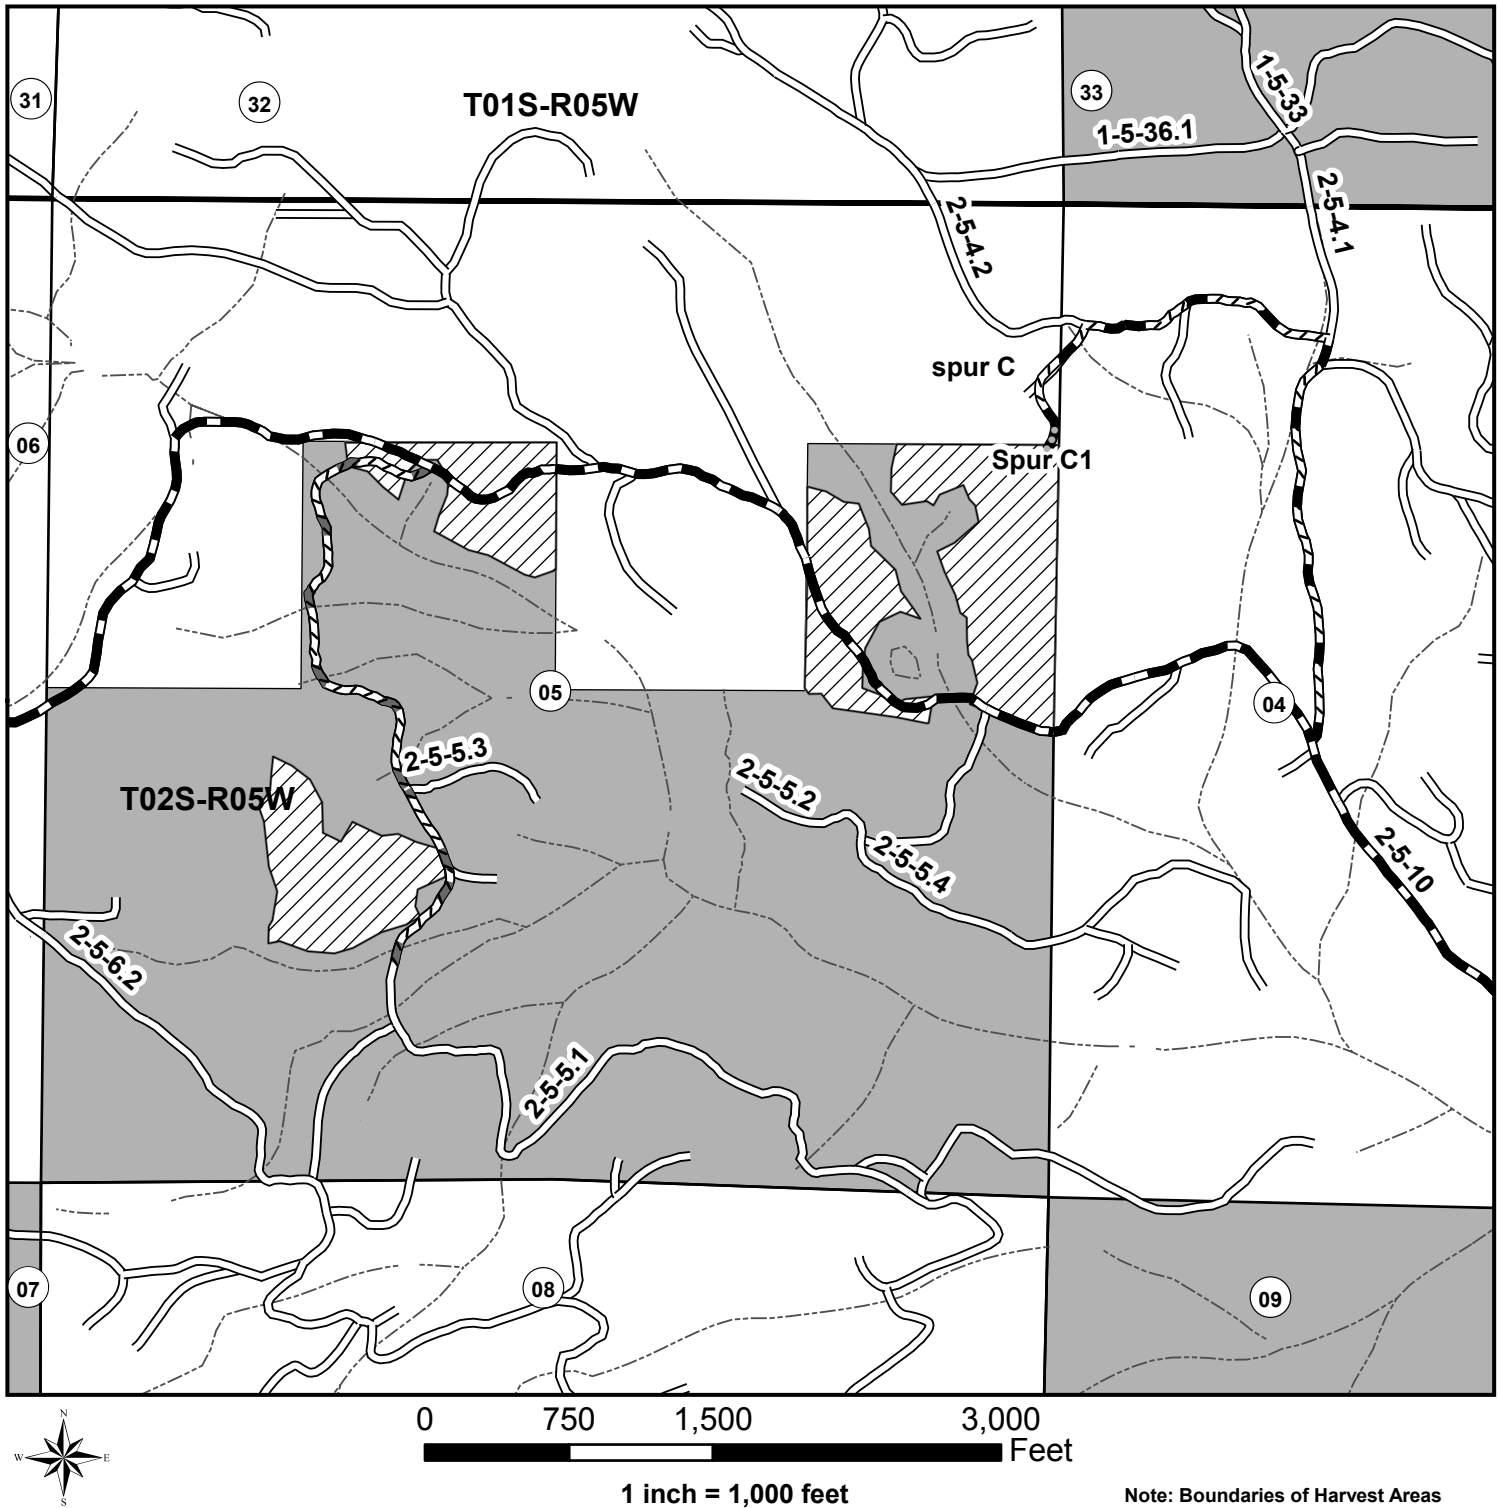 31
32
T01S-R05W
33
1-5-33
1-5-36.1
2-5-4.1
2-5-4.2
spur C
06
Spur C1
05
04
2-5-5.3
2-5-5.2
T02S-R05W
2-5-5.4
2-5-10
2-5-6.2
2-5-5.1
07
08
09
N
W
E
S
0 750 1,500 3,000
Feet
1 inch = 1,000 feet
Note: Boundaries of Harvest Areas